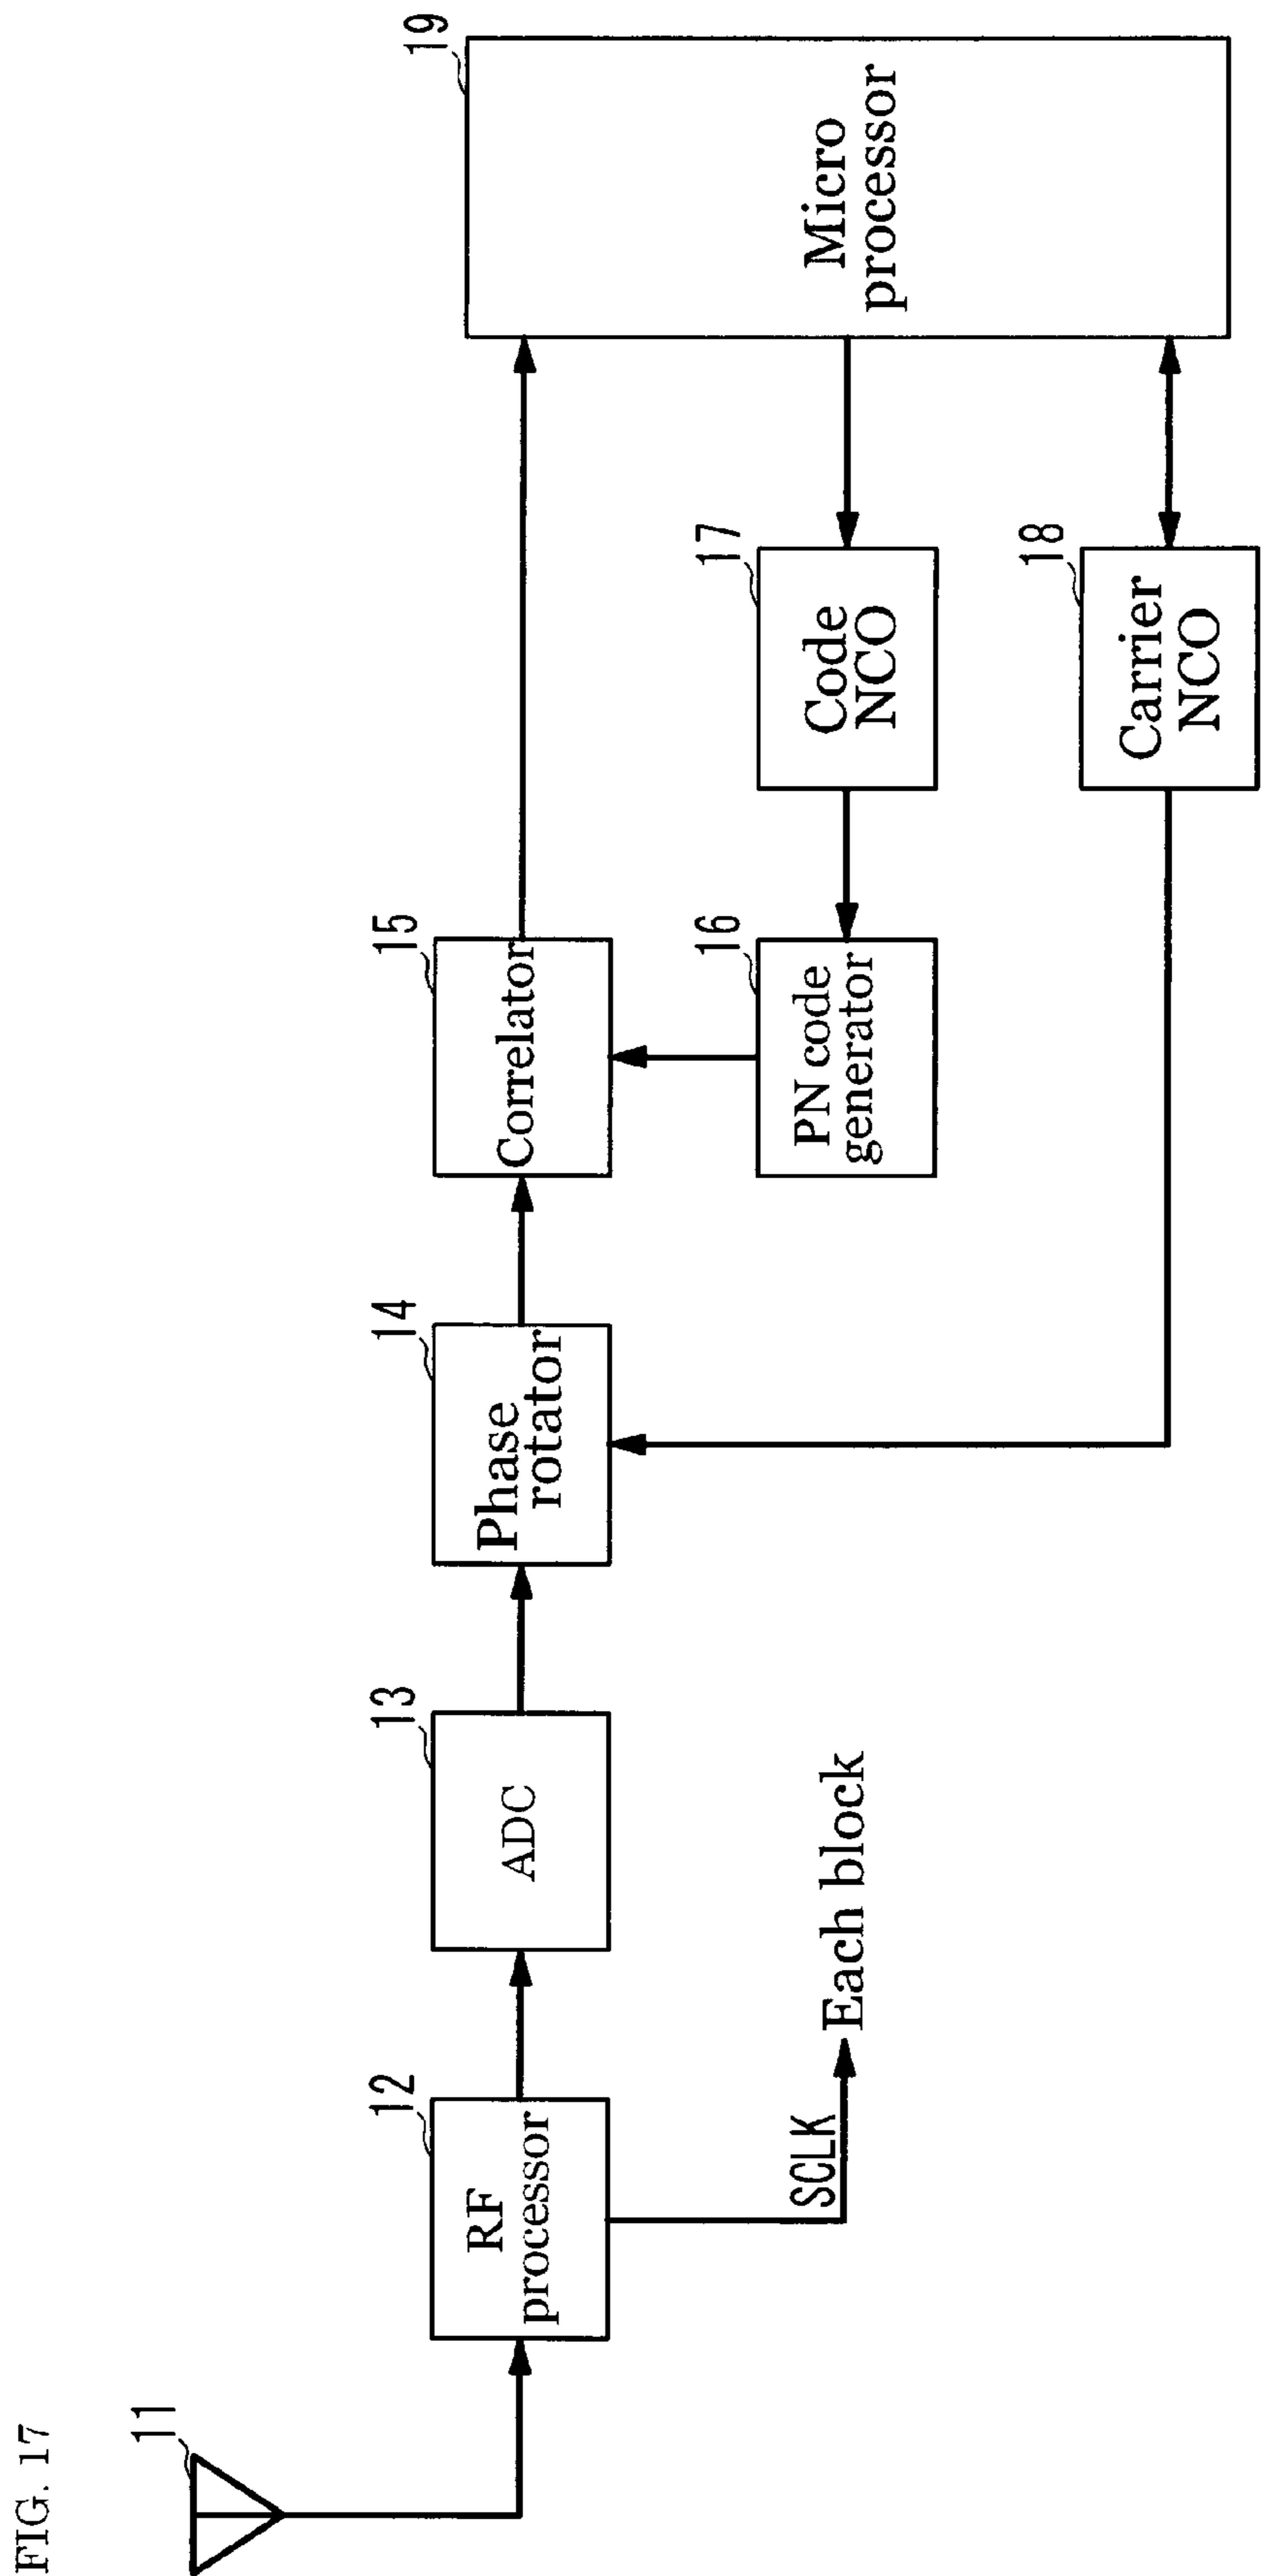 FIG. 17
11
12
RF
processor
SCLK
Each block
13
ADC
14
Phase
rotator
15
Correlator
16
PN code
generator
17
Code
NCO
18
Carrier
NCO
19
Micro
processor